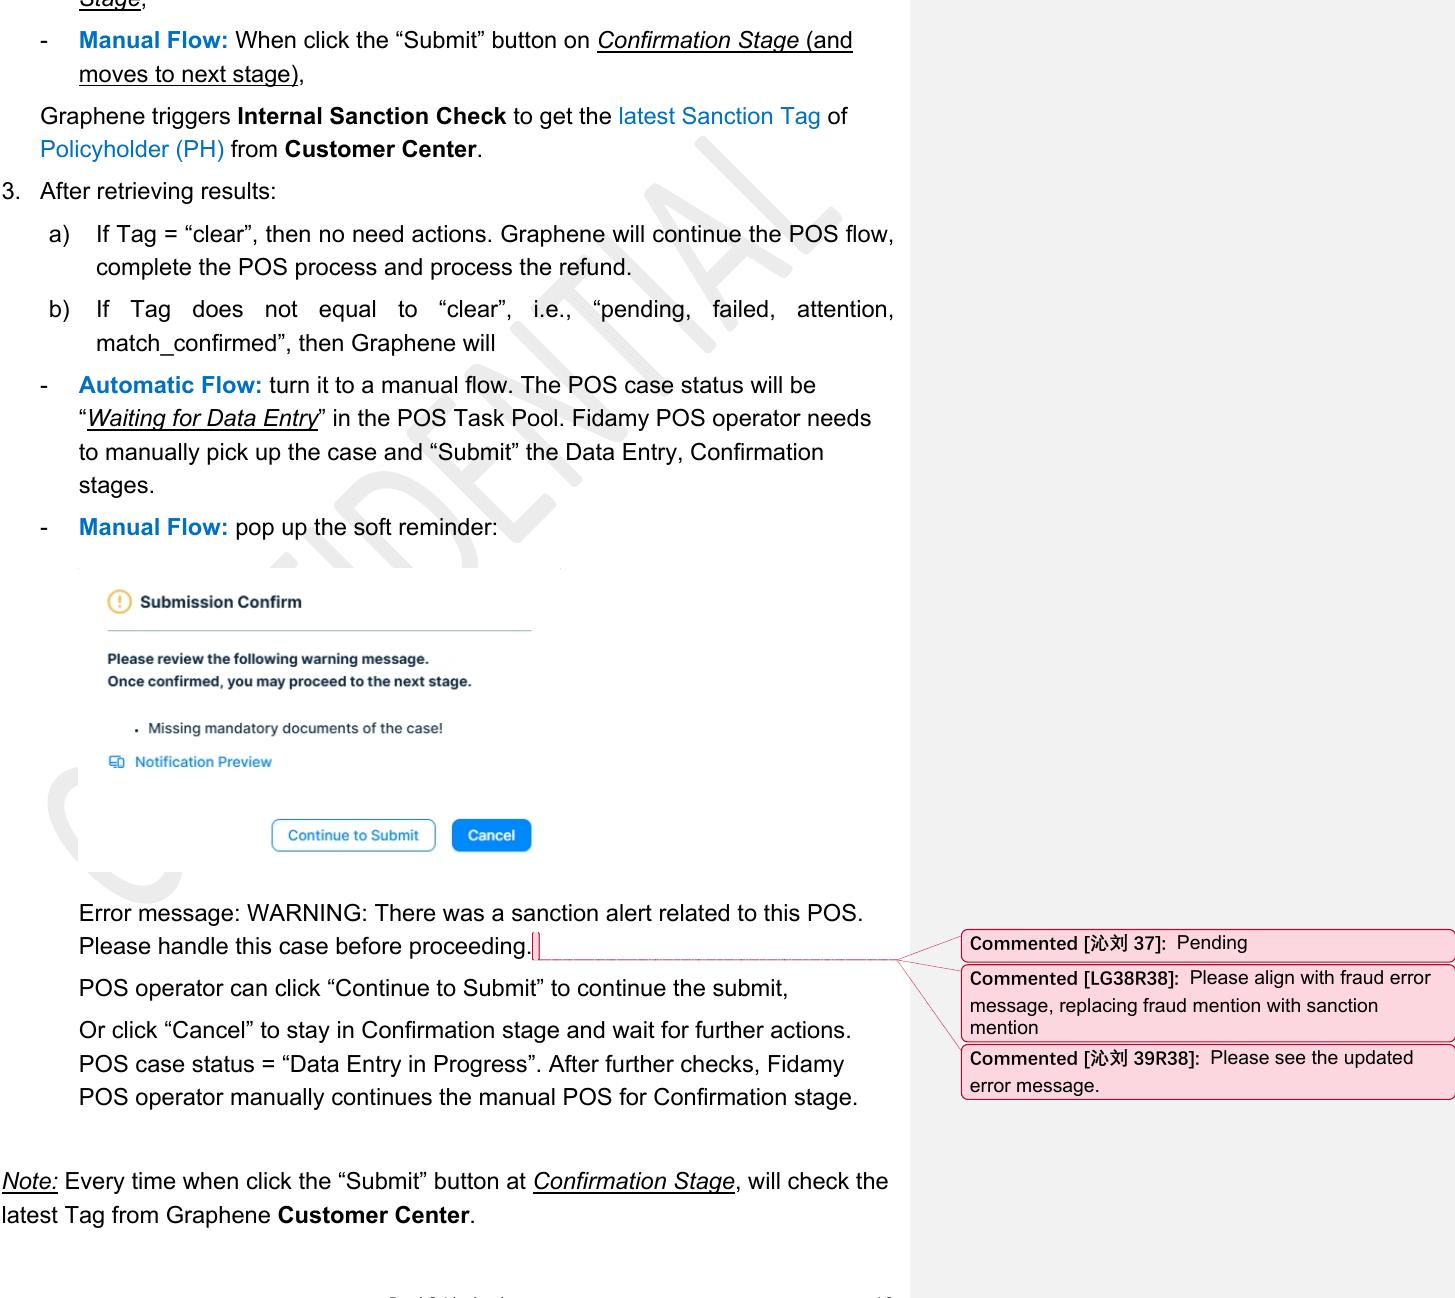 Stage,
- Manual Flow: When click the “Submit” button on Confirmation Stage (and
moves to next stage),
Graphene triggers Internal Sanction Check to get the latest Sanction Tag of
Policyholder (PH) from Customer Center.
3. After retrieving results:
a) If Tag = “clear”, then no need actions. Graphene will continue the POS flow,
complete the POS process and process the refund.
b) If Tag does not equal to “clear”, i.e., “pending, failed, attention,
match_confirmed”, then Graphene will
- Automatic Flow: turn it to a manual flow. The POS case status will be
“Waiting for Data Entry” in the POS Task Pool. Fidamy POS operator needs
to manually pick up the case and “Submit” the Data Entry, Confirmation
stages.
- Manual Flow: pop up the soft reminder:
Submission Confirm
Please review the following warning message.
Once confirmed, you may proceed to the next stage.
• Missing mandatory documents of the case!
Notification Preview
Continue to Submit Cancel
Error message: WARNING: There was a sanction alert related to this POS.
Please handle this case before proceeding.
POS operator can click “Continue to Submit” to continue the submit,
Or click “Cancel” to stay in Confirmation stage and wait for further actions.
POS case status = “Data Entry in Progress”. After further checks, Fidamy
POS operator manually continues the manual POS for Confirmation stage.
Note: Every time when click the “Submit” button at Confirmation Stage, will check the
latest Tag from Graphene Customer Center.
Commented [沁刘 37]: Pending
Commented [LG38R38]: Please align with fraud error
message, replacing fraud mention with sanction
mention
Commented [沁刘 39R38]: Please see the updated
error message.
CONFIDENTIAL